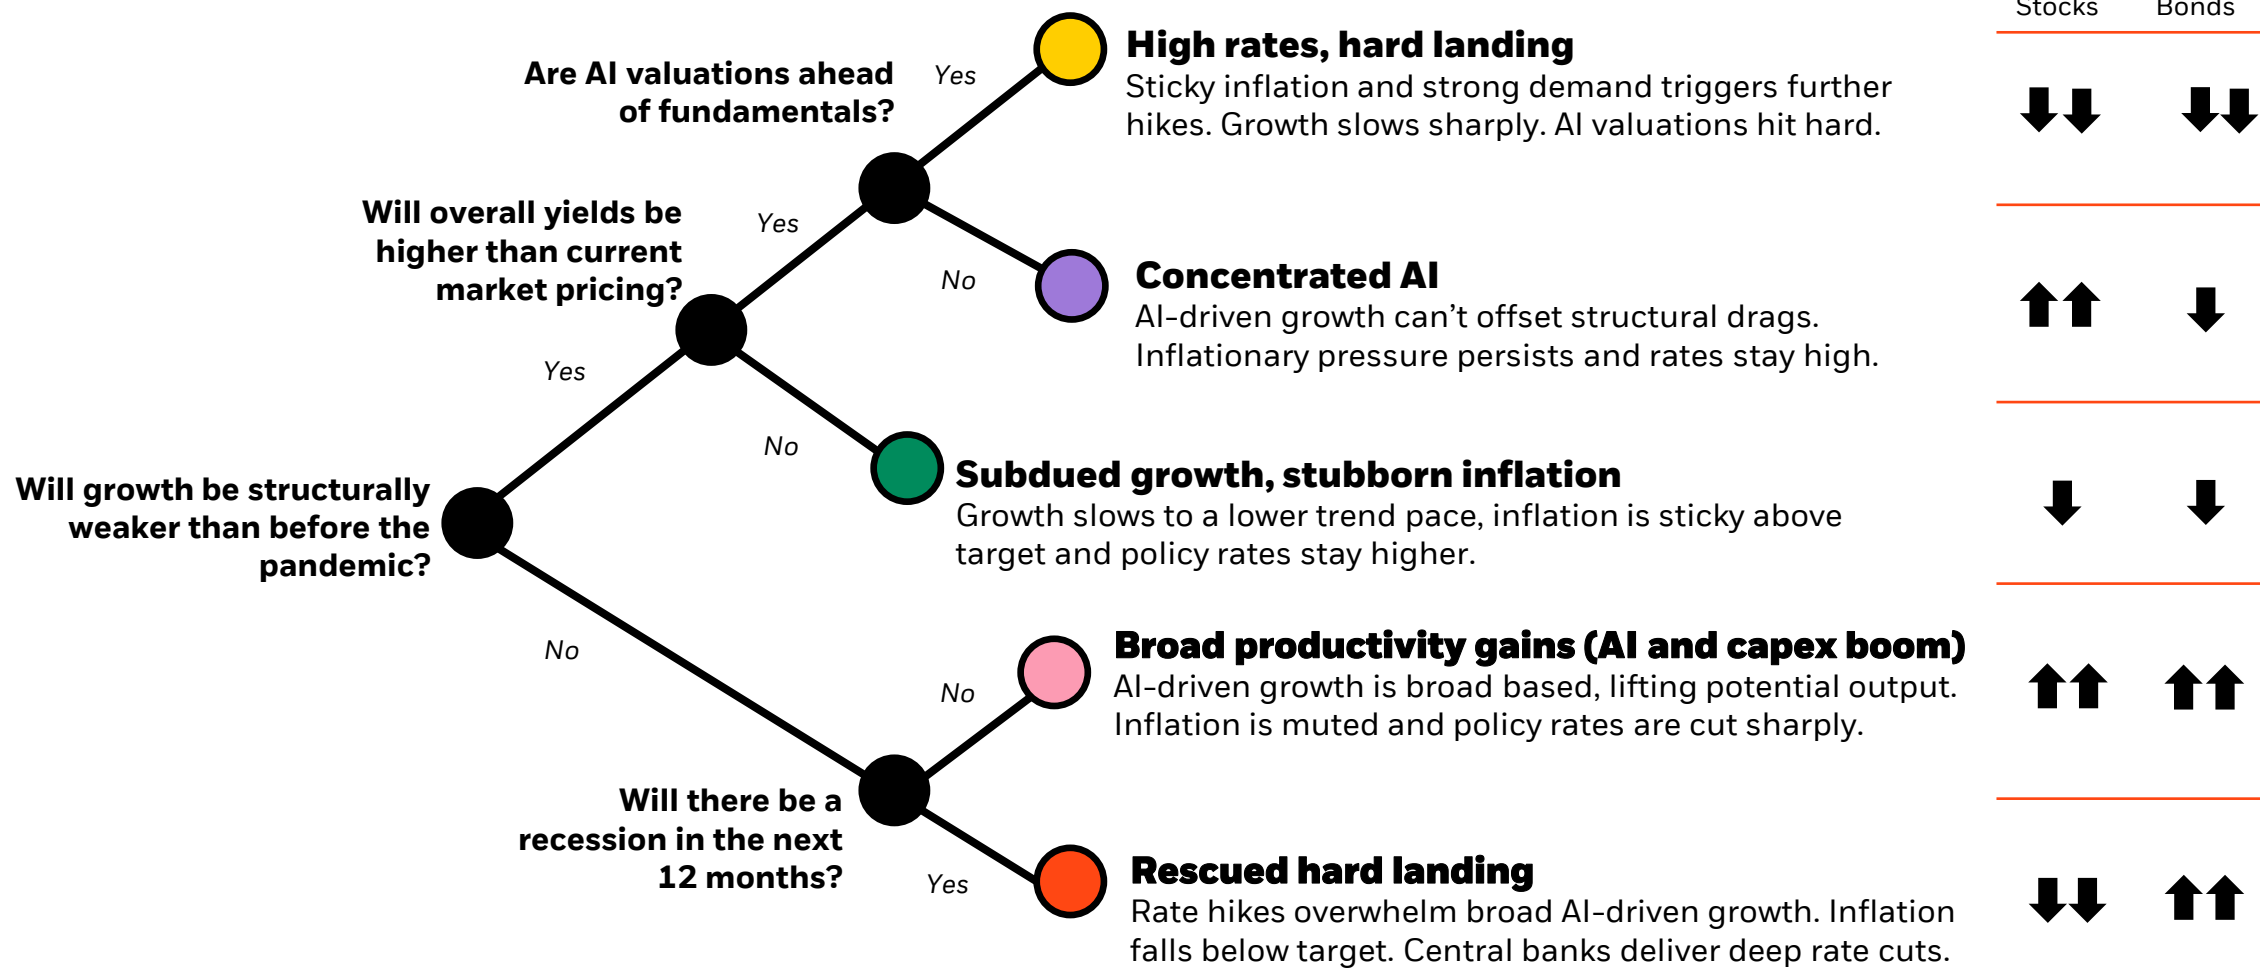 Stocks Bonds
Are AI valuations ahead
of fundamentals?
Yes
High rates, hard landing
Sticky inflation and strong demand triggers further
hikes. Growth slows sharply. AI valuations hit hard.
Will overall yields be
higher than current
market pricing?
Yes
No
Concentrated AI
AI-driven growth can’t offset structural drags.
Inflationary pressure persists and rates stay high.
Yes
No
Subdued growth, stubborn inflation
Growth slows to a lower trend pace, inflation is sticky above
target and policy rates stay higher.
Will growth be structurally
weaker than before the
pandemic?
No
No
Broad productivity gains (AI and capex boom)
AI-driven growth is broad based, lifting potential output.
Inflation is muted and policy rates are cut sharply.
Will there be a
recession in the next
12 months?
Yes
Rescued hard landing
Rate hikes overwhelm broad AI-driven growth. Inflation
falls below target. Central banks deliver deep rate cuts.